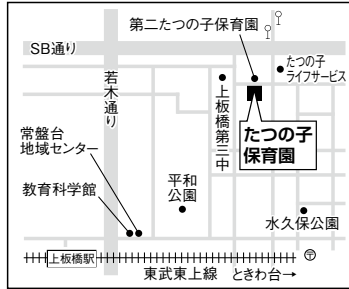 第二たつの子保育園
SB通り
たつの子
ライフサービス
若木通り
上板橋第三中
たつの子
保育園
常盤台
地域センター
平和
公園
教育科学館
水久保公園
上板橋駅
東武東上線
ときわ台→